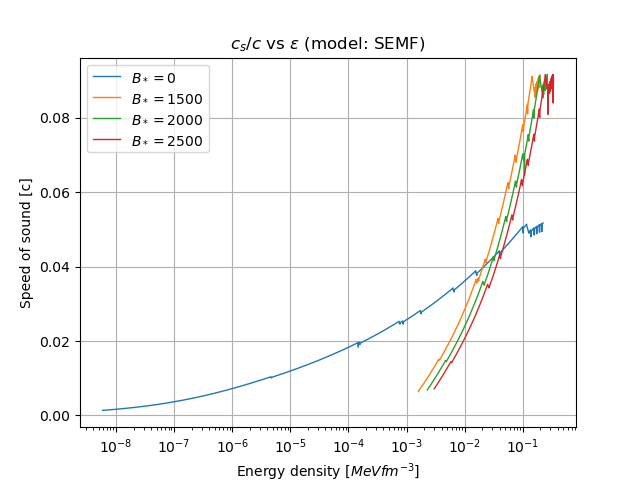 $c_s/c$ vs $\varepsilon$ (model: SEMF)
$B_* = 0$
$B_* = 1500$
$B_* = 2000$
$B_* = 2500$
Speed of sound [c]
0.08
0.06
0.04
0.02
0.00
$10^{-8}$ $10^{-7}$ $10^{-6}$ $10^{-5}$ $10^{-4}$ $10^{-3}$ $10^{-2}$ $10^{-1}$
Energy density [$MeVfm^{-3}$]